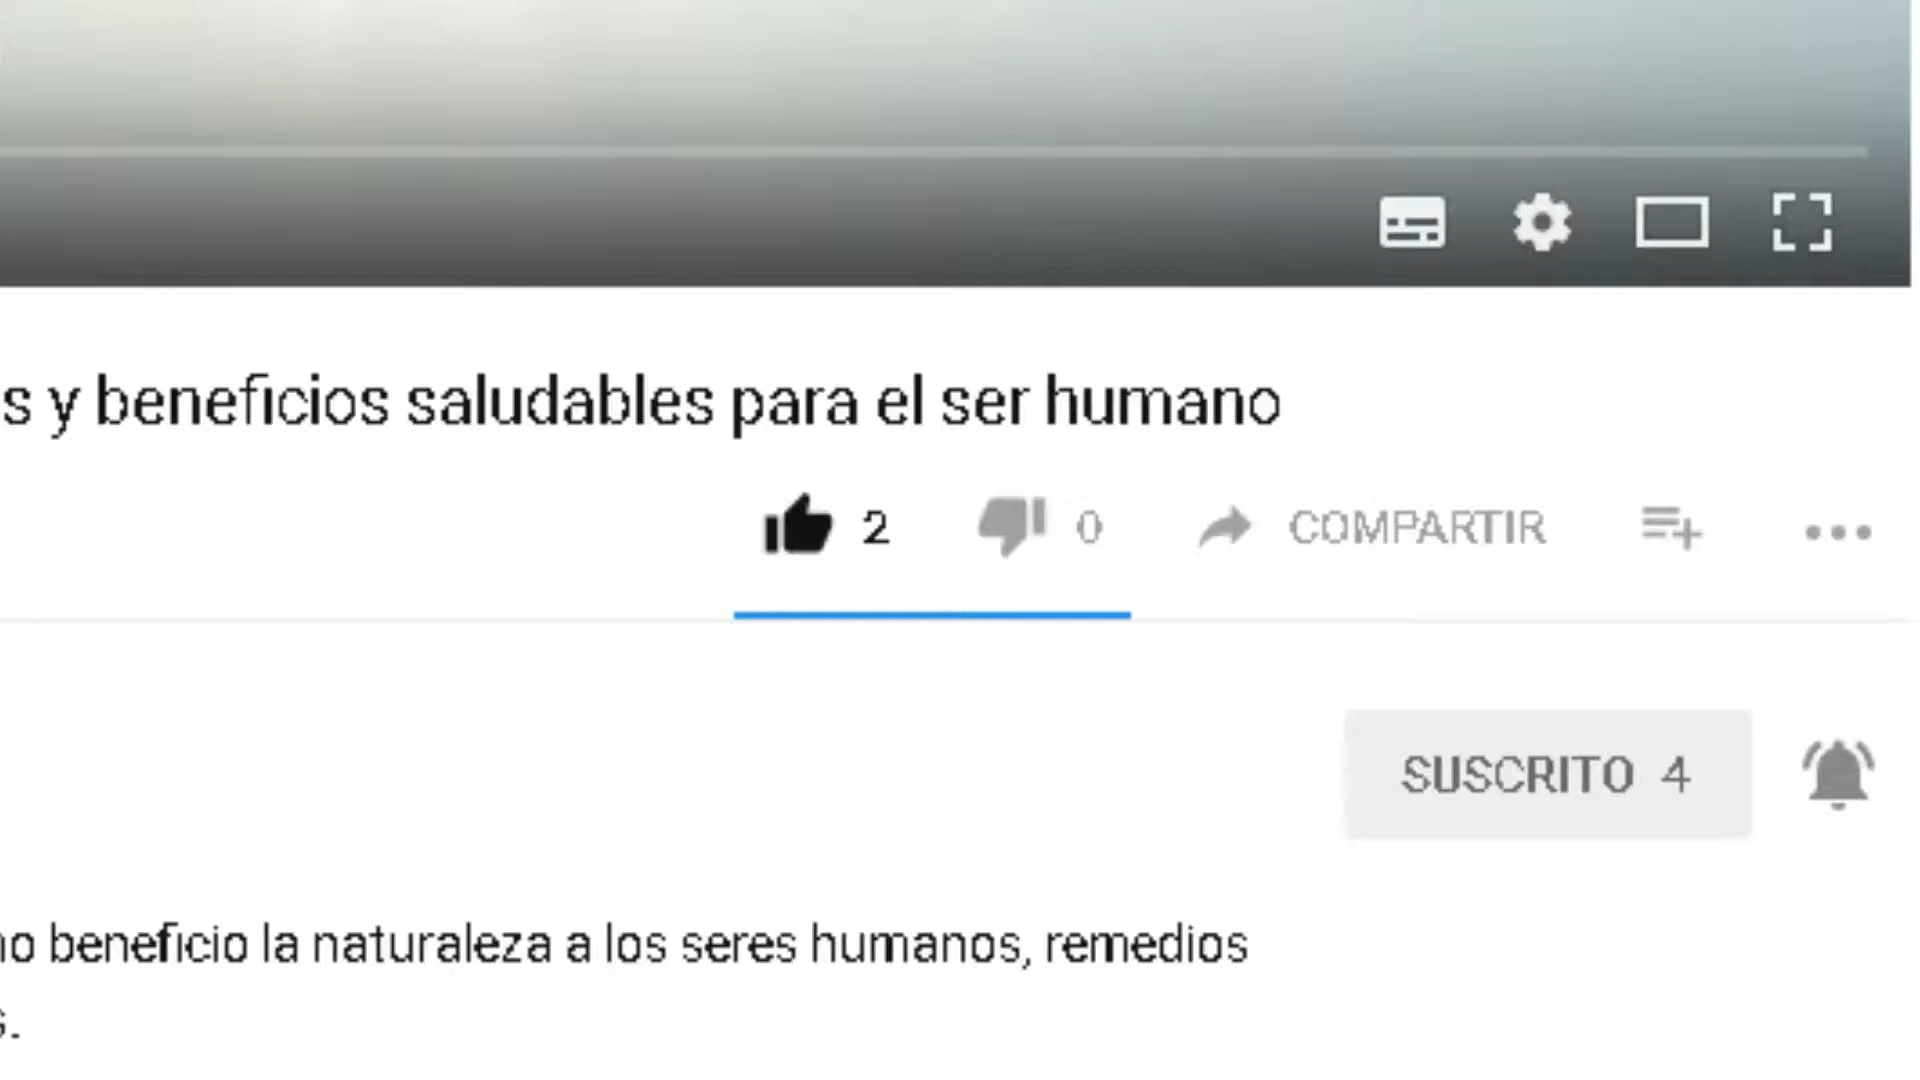 s y beneficios saludables para el ser humano
2 0 COMPARTIR
SUSCRITO 4
no beneficio la naturaleza a los seres humanos, remedios
s.